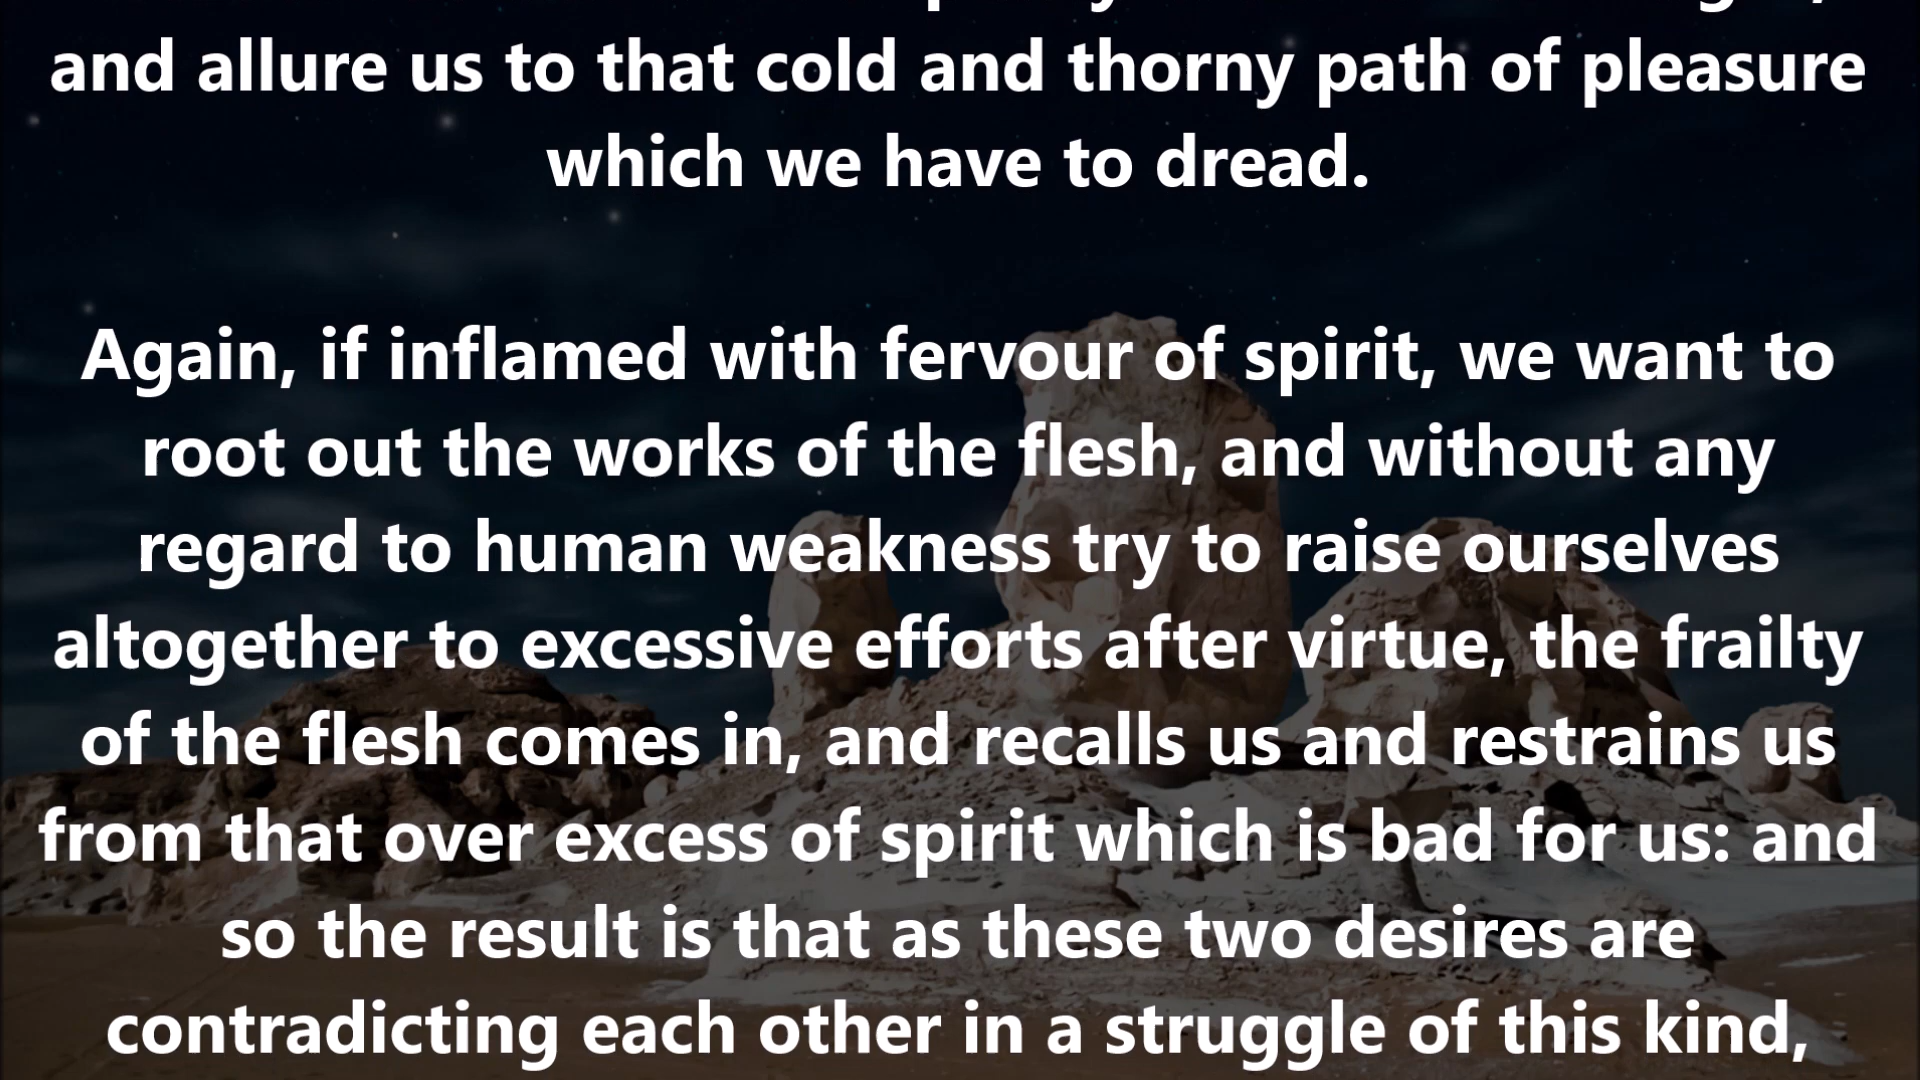 and allure us to that cold and thorny path of pleasure
which we have to dread.
Again, if inflamed with fervour of spirit, we want to
root out the works of the flesh, and without any
regard to human weakness try to raise ourselves
altogether to excessive efforts after virtue, the frailty
of the flesh comes in, and recalls us and restrains us
from that over excess of spirit which is bad for us: and
so the result is that as these two desires are
contradicting each other in a struggle of this kind,